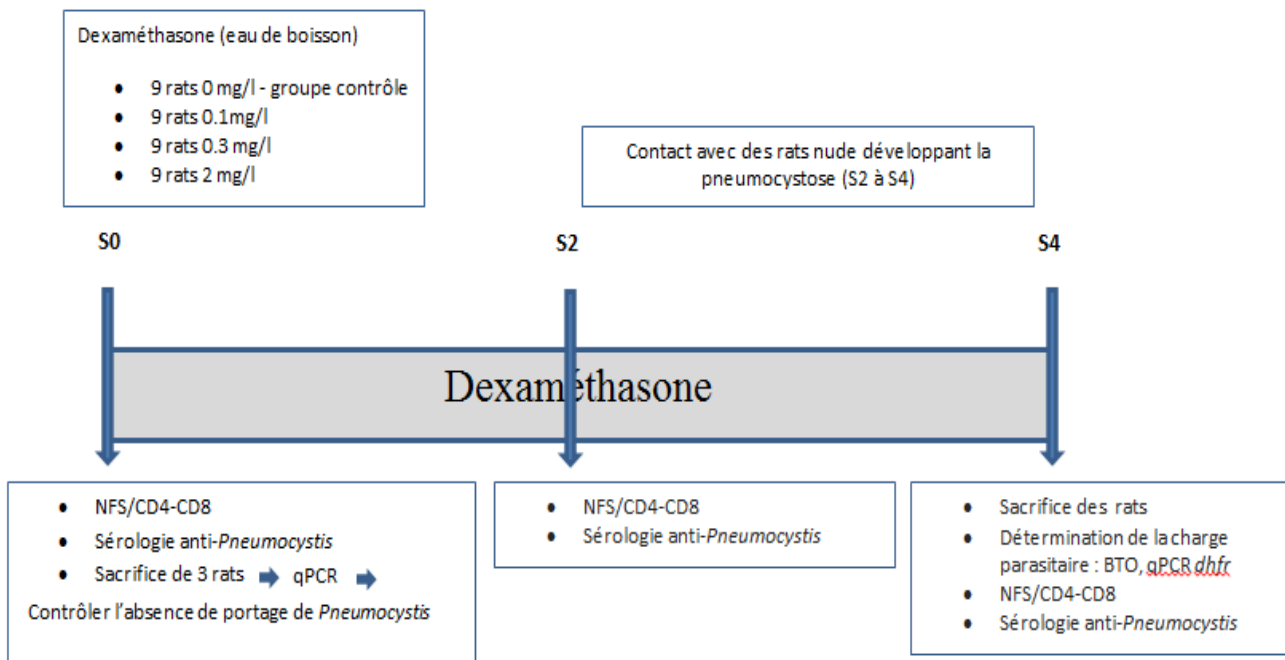 Dexaméthasone (eau de boisson)
• 9 rats 0 mg/l - groupe contrôle
• 9 rats 0.1mg/l
• 9 rats 0.3 mg/l
• 9 rats 2 mg/l
Contact avec des rats nude développant la
pneumocystose (S2 à S4)
S0
S2
S4
Dexaméthasone
• NFS/CD4-CD8
• Sérologie anti-Pneumocystis
• Sacrifice de 3 rats ➡ qPCR ➡
Contrôler l'absence de portage de Pneumocystis
• NFS/CD4-CD8
• Sérologie anti-Pneumocystis
• Sacrifice des rats
• Détermination de la charge
parasitaire : BTO, qPCR dhfr
• NFS/CD4-CD8
• Sérologie anti-Pneumocystis